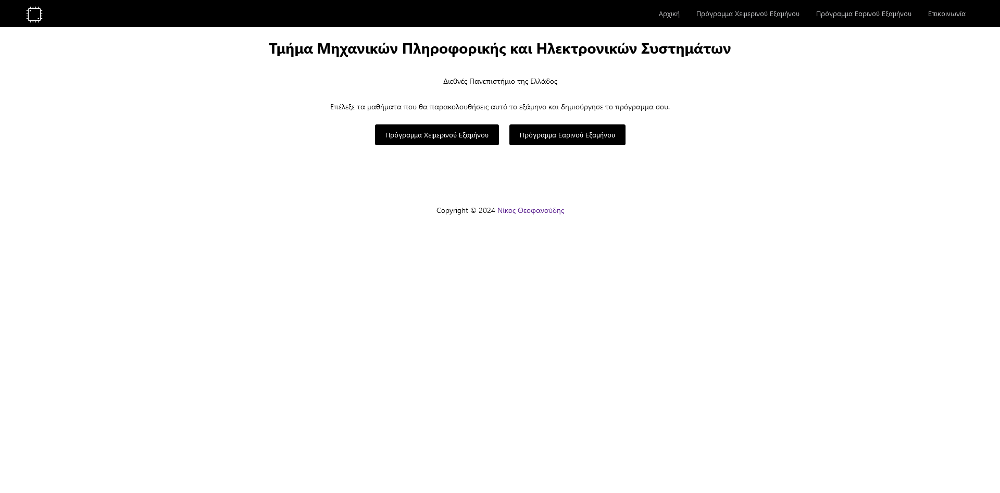 Αρχική Πρόγραμμα Χειμερινού Εξαμήνου Πρόγραμμα Εαρινού Εξαμήνου Επικοινωνία
Τμήμα Μηχανικών Πληροφορικής και Ηλεκτρονικών Συστημάτων
Διεθνές Πανεπιστήμιο της Ελλάδος
Επέλεξε τα μαθήματα που θα παρακολουθήσεις αυτό το εξάμηνο και δημιούργησε το πρόγραμμα σου.
Πρόγραμμα Χειμερινού Εξαμήνου Πρόγραμμα Εαρινού Εξαμήνου
Copyright © 2024 Νίκος Θεοφανούδης